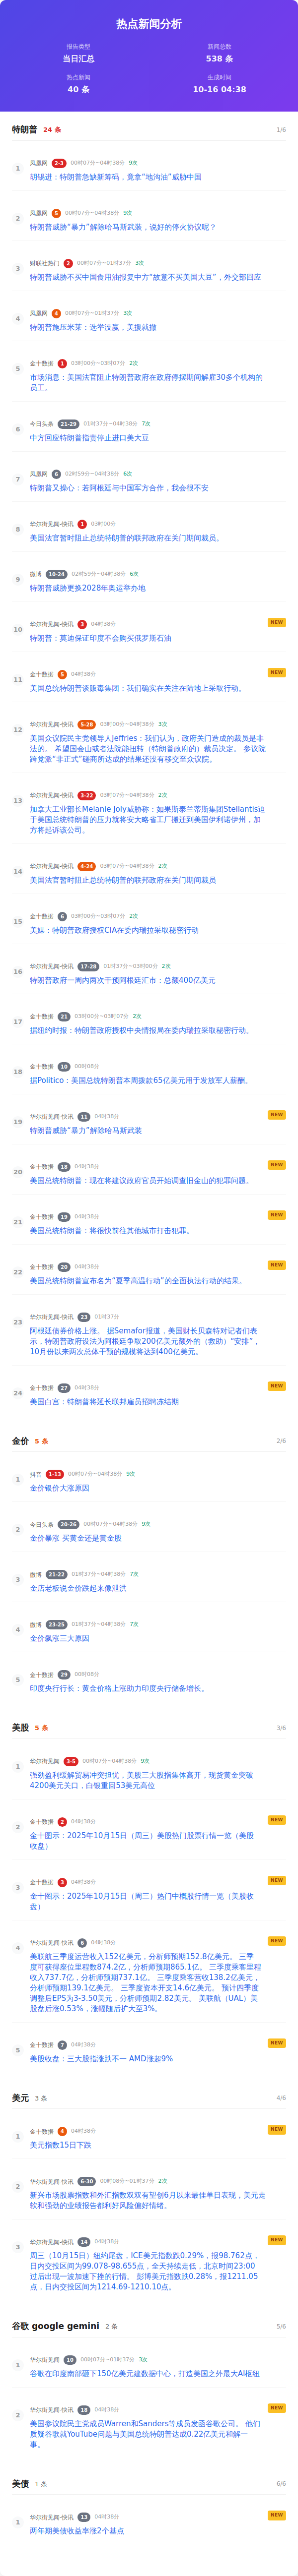 热点新闻分析
报告类型
当日汇总
新闻总数
538 条
热点新闻
40 条
生成时间
10-16 04:38
特朗普 24 条 1/6
1 凤凰网 2-3 00时07分~04时38分 9次
胡锡进：特朗普急缺新筹码，竟拿“地沟油”威胁中国
2 凤凰网 5 00时07分~04时38分 9次
特朗普威胁“暴力”解除哈马斯武装，说好的停火协议呢？
3 财联社热门 2 00时07分~01时37分 3次
特朗普威胁不买中国食用油报复中方“故意不买美国大豆”，外交部回应
4 凤凰网 4 00时07分~01时37分 3次
特朗普施压米莱：选举没赢，美援就撤
5 金十数据 1 03时00分~03时07分 2次
市场消息：美国法官阻止特朗普政府在政府停摆期间解雇30多个机构的
员工。
6 今日头条 21-29 01时37分~04时38分 7次
中方回应特朗普指责停止进口美大豆
7 凤凰网 6 02时59分~04时38分 6次
特朗普又操心：若阿根廷与中国军方合作，我会很不安
8 华尔街见闻-快讯 1 03时00分
美国法官暂时阻止总统特朗普的联邦政府在关门期间裁员。
9 微博 10-24 02时59分~04时38分 6次
特朗普威胁更换2028年奥运举办地
10 华尔街见闻-快讯 3 04时38分 NEW
特朗普：莫迪保证印度不会购买俄罗斯石油
11 金十数据 5 04时38分 NEW
美国总统特朗普谈贩毒集团：我们确实在关注在陆地上采取行动。
12 华尔街见闻-快讯 5-28 03时00分~04时38分 3次
美国众议院民主党领导人Jeffries：我们认为，政府关门造成的裁员是非
法的。 希望国会山或者法院能扭转（特朗普政府的）裁员决定。 参议院
跨党派“非正式”磋商所达成的结果还没有移交至众议院。
13 华尔街见闻-快讯 3-22 03时07分~04时38分 2次
加拿大工业部长Melanie Joly威胁称：如果斯泰兰蒂斯集团Stellantis迫
于美国总统特朗普的压力就将安大略省工厂搬迁到美国伊利诺伊州，加
方将起诉该公司。
14 华尔街见闻-快讯 4-24 03时07分~04时38分 2次
美国法官暂时阻止总统特朗普的联邦政府在关门期间裁员
15 金十数据 6 03时00分~03时07分 2次
美媒：特朗普政府授权CIA在委内瑞拉采取秘密行动
16 华尔街见闻-快讯 17-28 01时37分~03时00分 2次
特朗普政府一周内两次干预阿根廷汇市：总额400亿美元
17 金十数据 21 03时00分~03时07分 2次
据纽约时报：特朗普政府授权中央情报局在委内瑞拉采取秘密行动。
18 金十数据 10 00时08分
据Politico：美国总统特朗普本周拨款65亿美元用于发放军人薪酬。
19 华尔街见闻-快讯 11 04时38分 NEW
特朗普威胁“暴力”解除哈马斯武装
20 金十数据 18 04时38分 NEW
美国总统特朗普：现在将建议政府官员开始调查旧金山的犯罪问题。
21 金十数据 19 04时38分 NEW
美国总统特朗普：将很快前往其他城市打击犯罪。
22 金十数据 20 04时38分 NEW
美国总统特朗普宣布名为“夏季高温行动”的全面执法行动的结果。
23 华尔街见闻-快讯 23 01时37分
阿根廷债券价格上涨。 据Semafor报道，美国财长贝森特对记者们表
示，特朗普政府设法为阿根廷争取200亿美元额外的（救助）“安排”，
10月份以来两次总体干预的规模将达到400亿美元。
24 金十数据 27 04时38分 NEW
美国白宫：特朗普将延长联邦雇员招聘冻结期
金价 5 条 2/6
1 抖音 1-13 00时07分~04时38分 9次
金价银价大涨原因
2 今日头条 20-26 00时07分~04时38分 9次
金价暴涨 买黄金还是黄金股
3 微博 21-22 01时37分~04时38分 7次
金店老板说金价跌起来像泄洪
4 微博 23-25 01时37分~04时38分 7次
金价飙涨三大原因
5 金十数据 29 00时08分
印度央行行长：黄金价格上涨助力印度央行储备增长。
美股 5 条 3/6
1 华尔街见闻 3-5 00时07分~04时38分 9次
强劲盈利缓解贸易冲突担忧，美股三大股指集体高开，现货黄金突破
4200美元关口，白银重回53美元高位
2 金十数据 2 04时38分 NEW
金十图示：2025年10月15日（周三）美股热门股票行情一览（美股
收盘）
3 金十数据 3 04时38分 NEW
金十图示：2025年10月15日（周三）热门中概股行情一览（美股收
盘）
4 华尔街见闻-快讯 6 04时38分 NEW
美联航三季度运营收入152亿美元，分析师预期152.8亿美元。 三季
度可获得座位里程数874.2亿，分析师预期865.1亿。 三季度乘客里程
收入737.7亿，分析师预期737.1亿。 三季度乘客营收138.2亿美元，
分析师预期139.1亿美元。 三季度资本开支14.6亿美元。 预计四季度
调整后EPS为3-3.50美元，分析师预期2.82美元。 美联航（UAL）美
股盘后涨0.53%，涨幅随后扩大至3%。
5 金十数据 7 04时38分 NEW
美股收盘：三大股指涨跌不一 AMD涨超9%
美元 3 条 4/6
1 金十数据 4 04时38分 NEW
美元指数15日下跌
2 华尔街见闻-快讯 6-30 00时08分~01时37分 2次
新兴市场股票指数和外汇指数双双有望创6月以来最佳单日表现，美元走
软和强劲的业绩报告都利好风险偏好情绪。
3 华尔街见闻-快讯 14 04时38分 NEW
周三（10月15日）纽约尾盘，ICE美元指数跌0.29%，报98.762点，
日内交投区间为99.078-98.655点，全天持续走低，北京时间23:00
过后出现一波加速下挫的行情。 彭博美元指数跌0.28%，报1211.05
点，日内交投区间为1214.69-1210.10点。
谷歌 google gemini 2 条 5/6
1 华尔街见闻 10 00时07分~01时37分 3次
谷歌在印度南部砸下150亿美元建数据中心，打造美国之外最大AI枢纽
2 华尔街见闻-快讯 18 04时38分 NEW
美国参议院民主党成员Warren和Sanders等成员发函谷歌公司。 他们
质疑谷歌就YouTube问题与美国总统特朗普达成0.22亿美元和解一
事。
美债 1 条 6/6
1 华尔街见闻-快讯 13 04时38分 NEW
两年期美债收益率涨2个基点